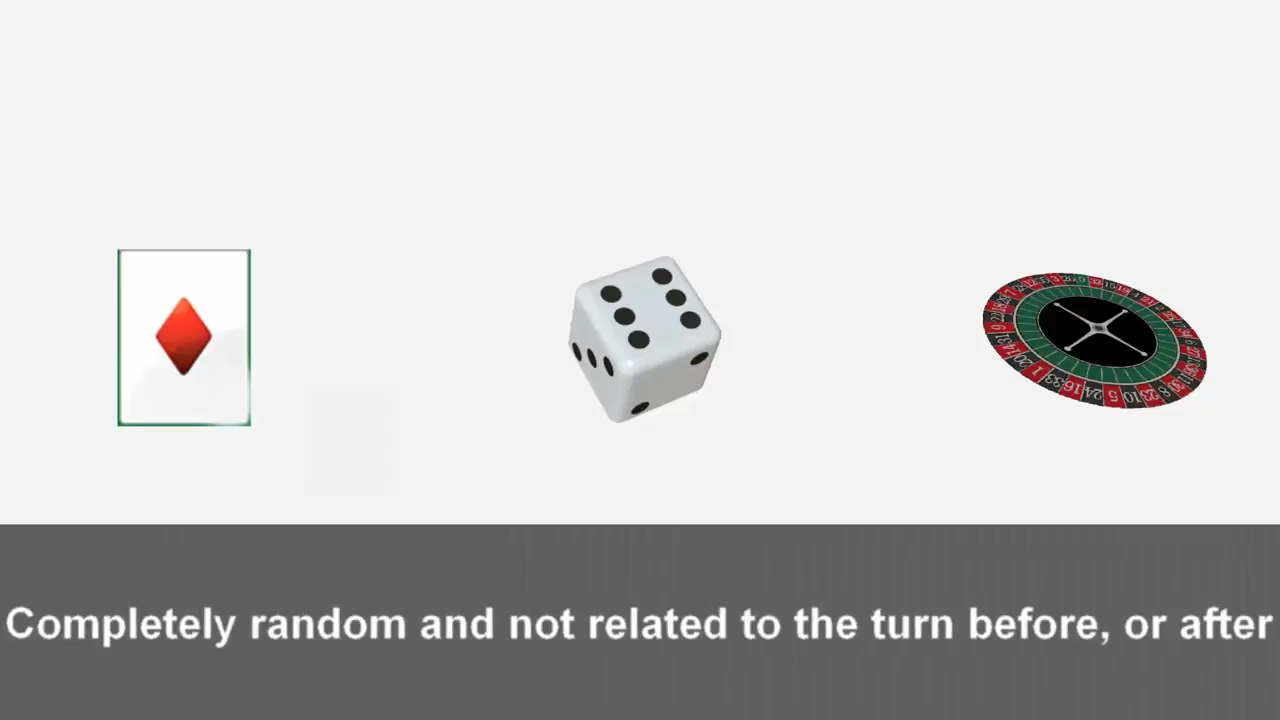 Completely random and not related to the turn before, or after